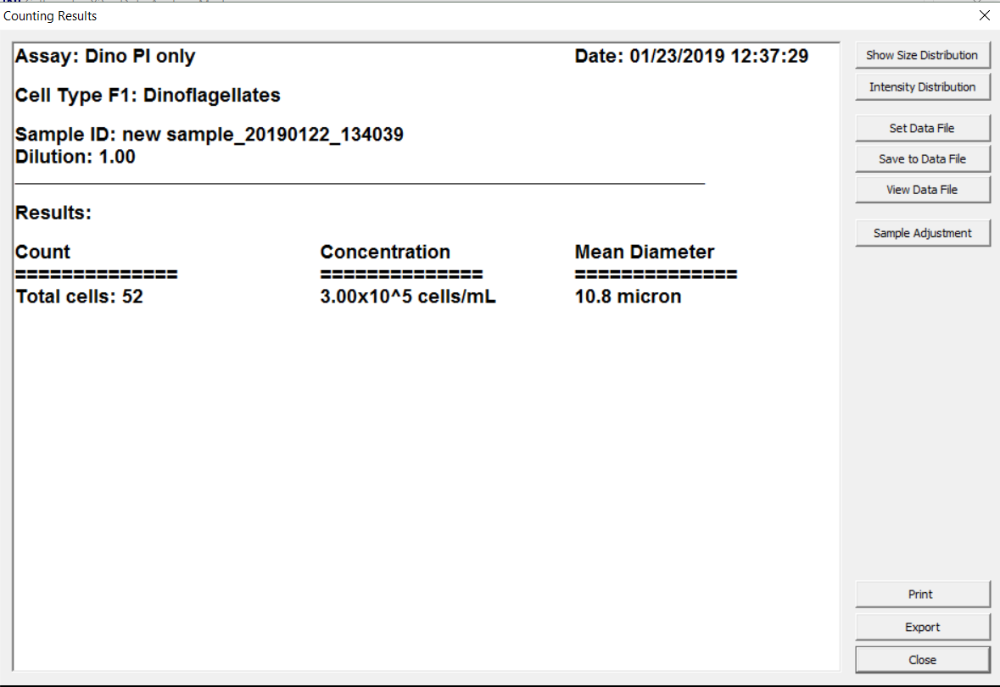 Counting Results
Assay: Dino PI only Date: 01/23/2019 12:37:29
Cell Type F1: Dinoflagellates
Sample ID: new sample_20190122_134039
Dilution: 1.00
Results:
Count Concentration Mean Diameter
============== ============== ==============
Total cells: 52 3.00x10^5 cells/mL 10.8 micron
Show Size Distribution
Intensity Distribution
Set Data File
Save to Data File
View Data File
Sample Adjustment
Print
Export
Close